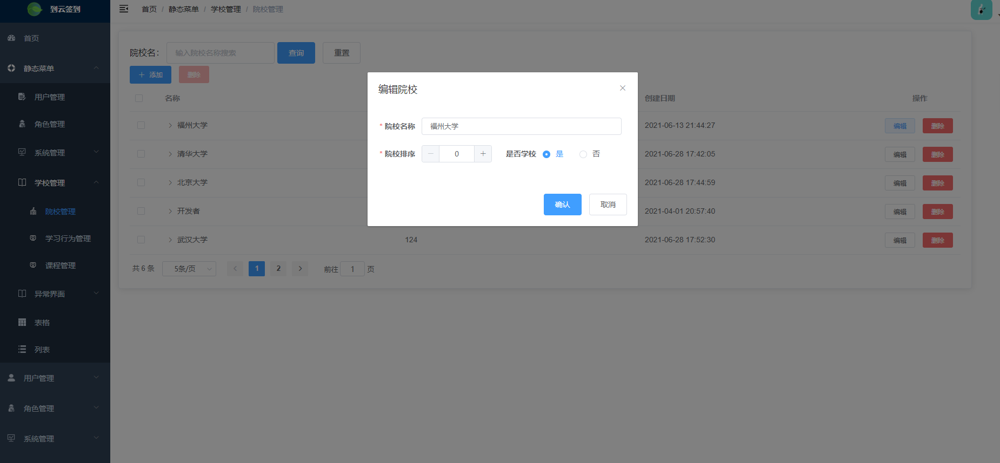 到云签到
首页 / 静态菜单 / 学校管理 / 院校管理
首页
静态菜单
用户管理
角色管理
系统管理
学校管理
院校管理
学习行为管理
课程管理
异常界面
表格
列表
用户管理
角色管理
系统管理
院校名： 输入院校名称搜索 查询 重置
+ 添加 删除
名称 创建日期 操作
福州大学 2021-06-13 21:44:27 编辑 删除
清华大学 2021-06-28 17:42:05 编辑 删除
北京大学 2021-06-28 17:44:59 编辑 删除
开发者 2021-04-01 20:57:40 编辑 删除
武汉大学 124 2021-06-28 17:52:30 编辑 删除
共 6 条 5条/页 1 2 前往 1 页
编辑院校
* 院校名称 福州大学
* 院校排序 − 0 + 是否学校 是 否
确认 取消